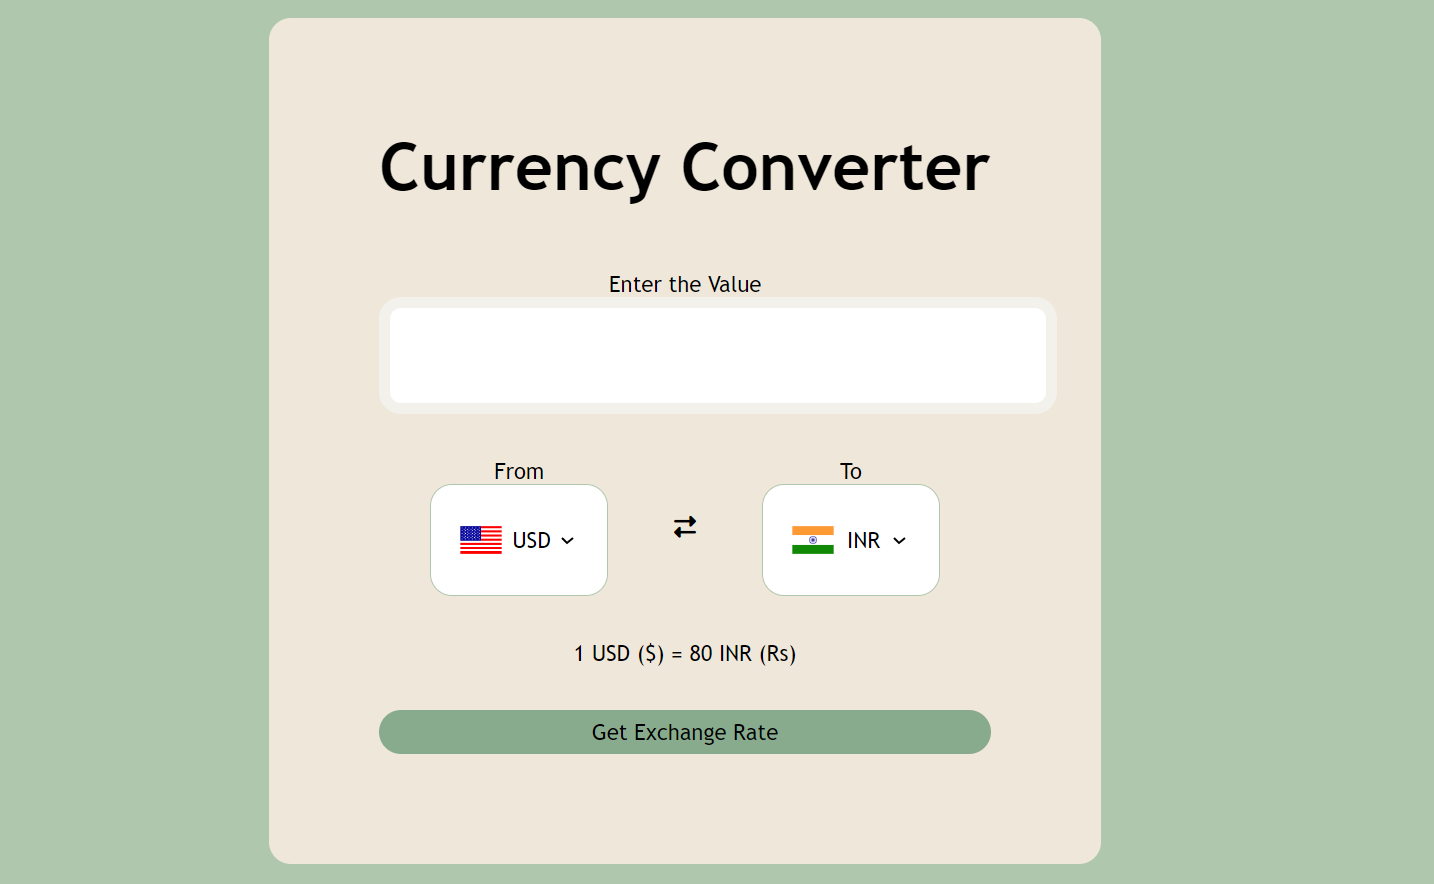 Currency Converter
Enter the Value
From
To
USD
INR
1 USD ($) = 80 INR (Rs)
Get Exchange Rate